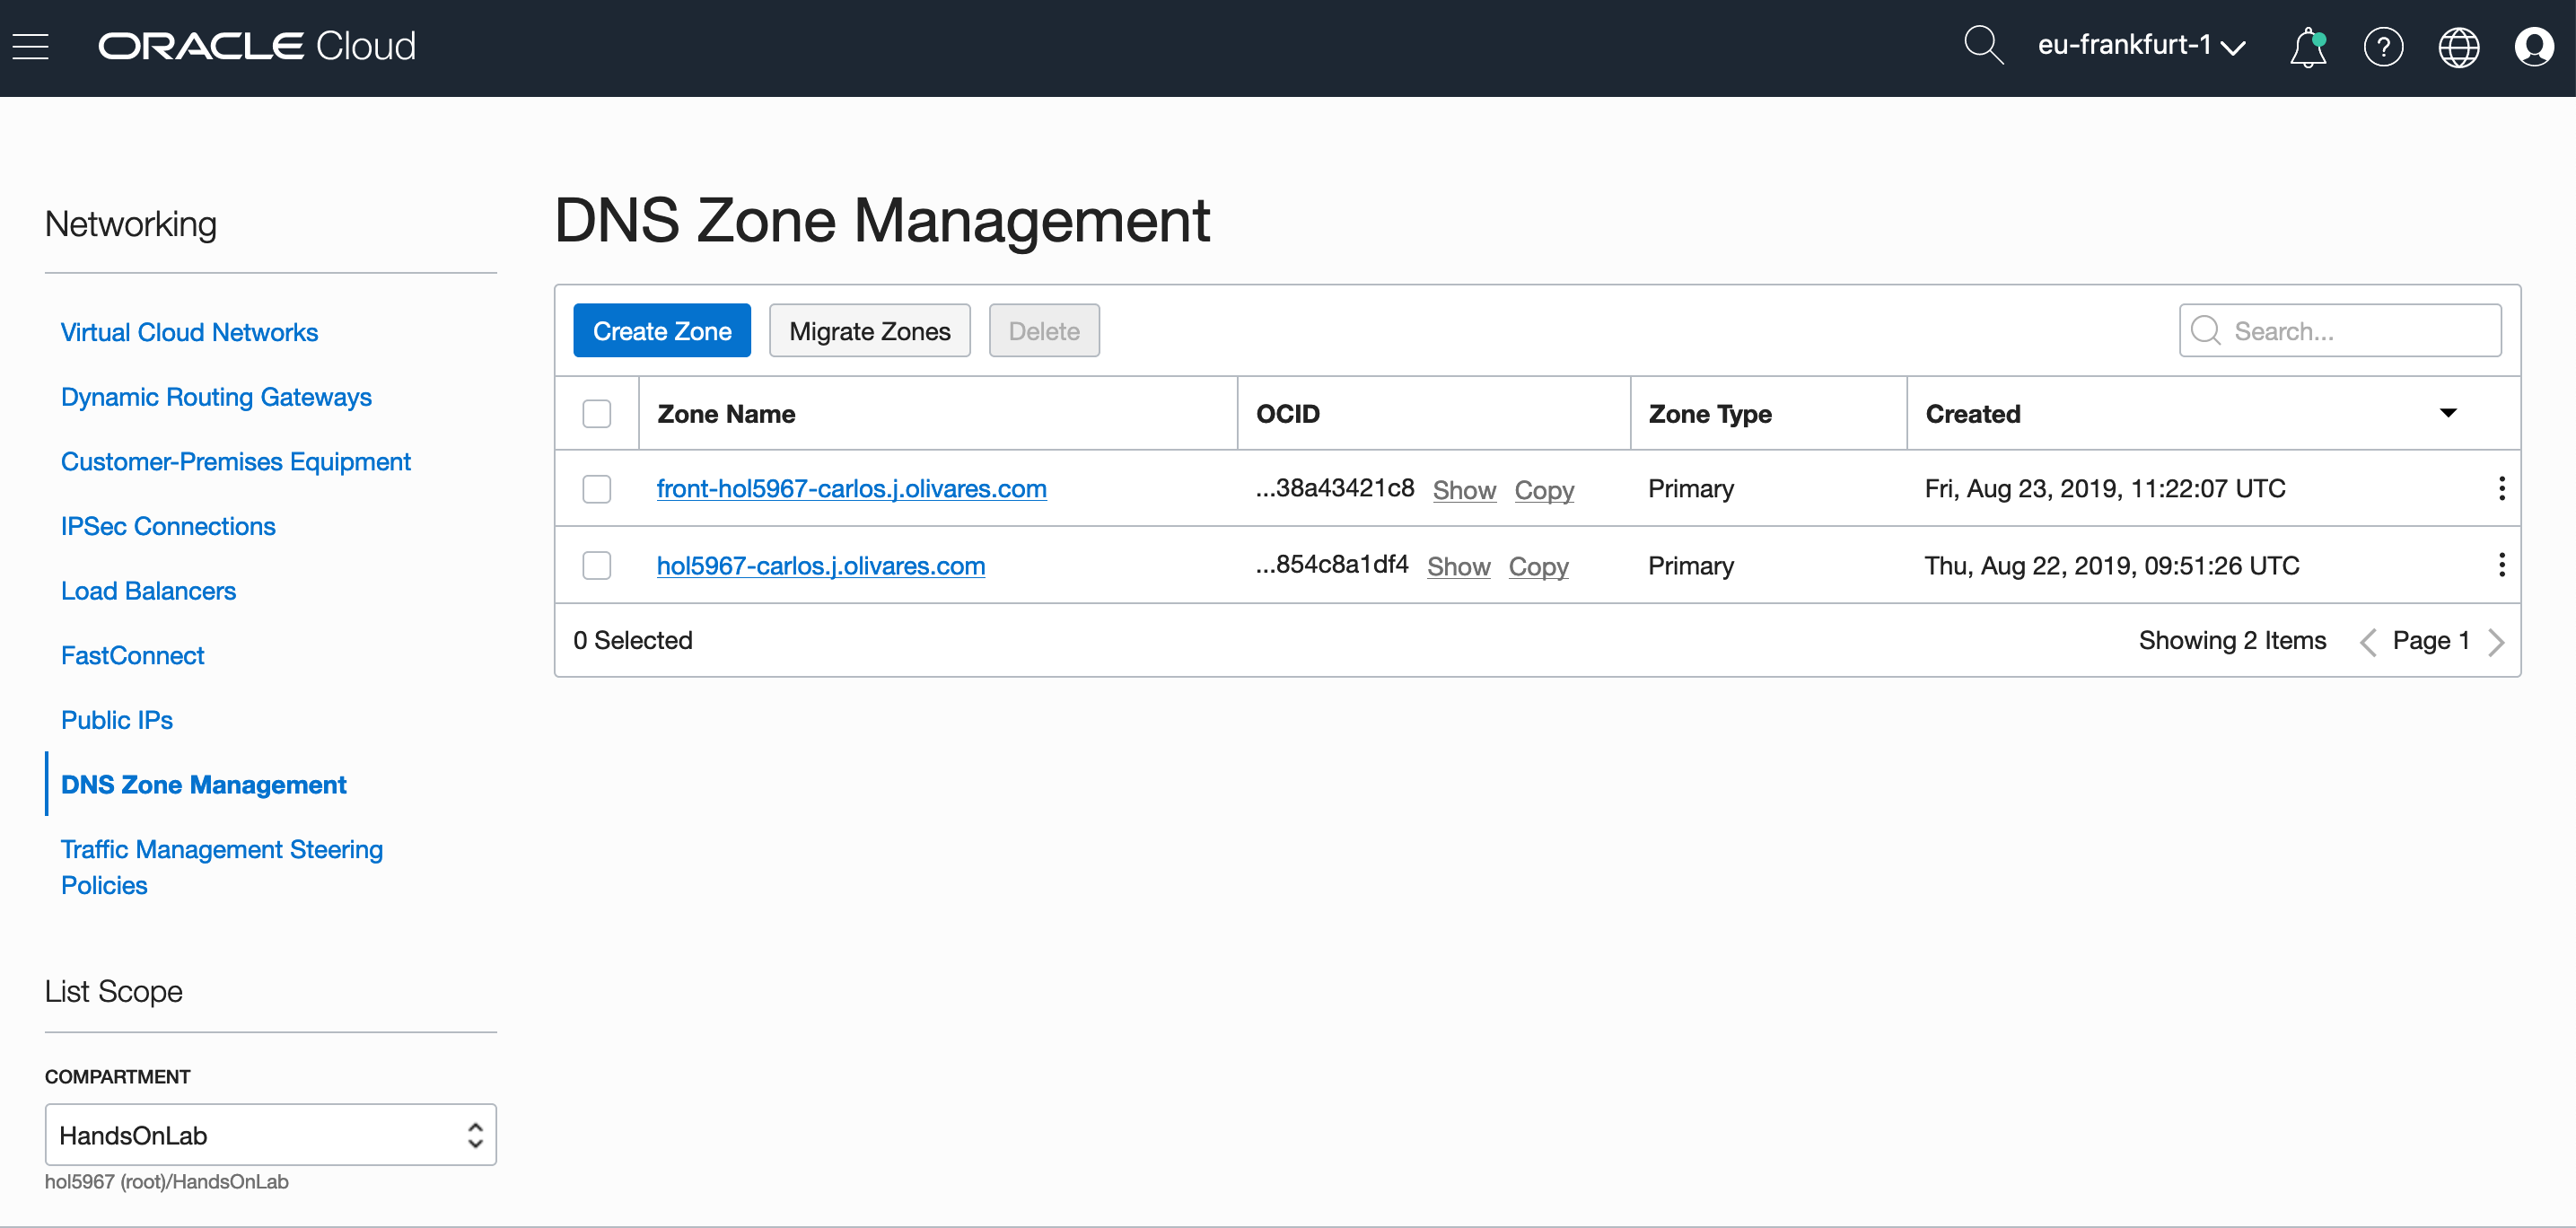 ORACLE Cloud
eu-frankfurt-1
?
Networking
Virtual Cloud Networks
Dynamic Routing Gateways
Customer-Premises Equipment
IPSec Connections
Load Balancers
FastConnect
Public IPs
DNS Zone Management
Traffic Management Steering
Policies
List Scope
COMPARTMENT
HandsOnLab
hol5967 (root)/HandsOnLab
DNS Zone Management
Create Zone Migrate Zones Delete Search...
Zone Name OCID Zone Type Created
front-hol5967-carlos.j.olivares.com ...38a43421c8 Show Copy Primary Fri, Aug 23, 2019, 11:22:07 UTC
hol5967-carlos.j.olivares.com ...854c8a1df4 Show Copy Primary Thu, Aug 22, 2019, 09:51:26 UTC
0 Selected Showing 2 Items Page 1